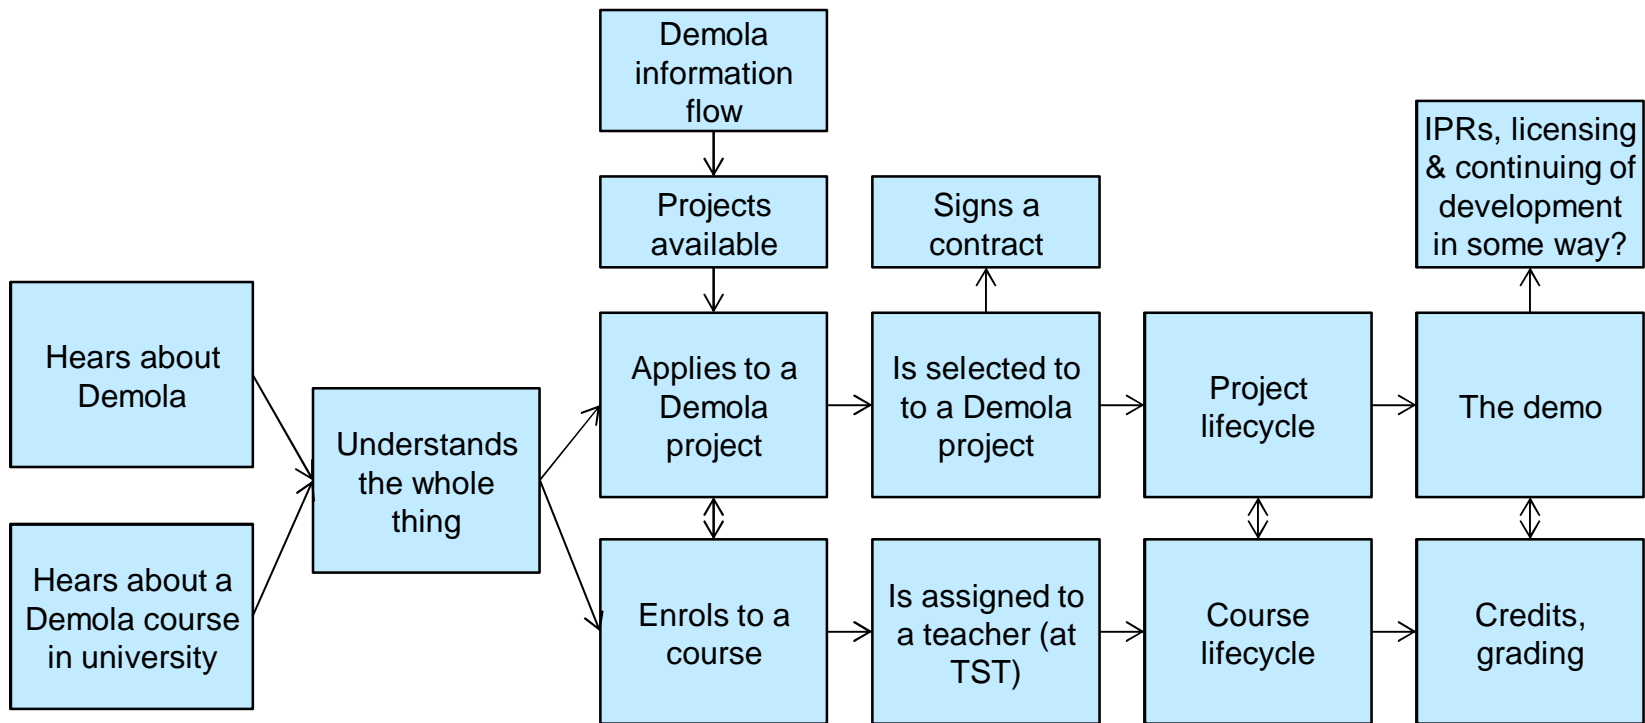 Demola
information
flow
Projects
available
Signs a
contract
IPRs, licensing
& continuing of
development
in some way?
Hears about
Demola
Hears about a
Demola course
in university
Understands
the whole
thing
Applies to a
Demola
project
Is selected to
to a Demola
project
Project
lifecycle
The demo
Enrols to a
course
Is assigned to
a teacher (at
TST)
Course
lifecycle
Credits,
grading